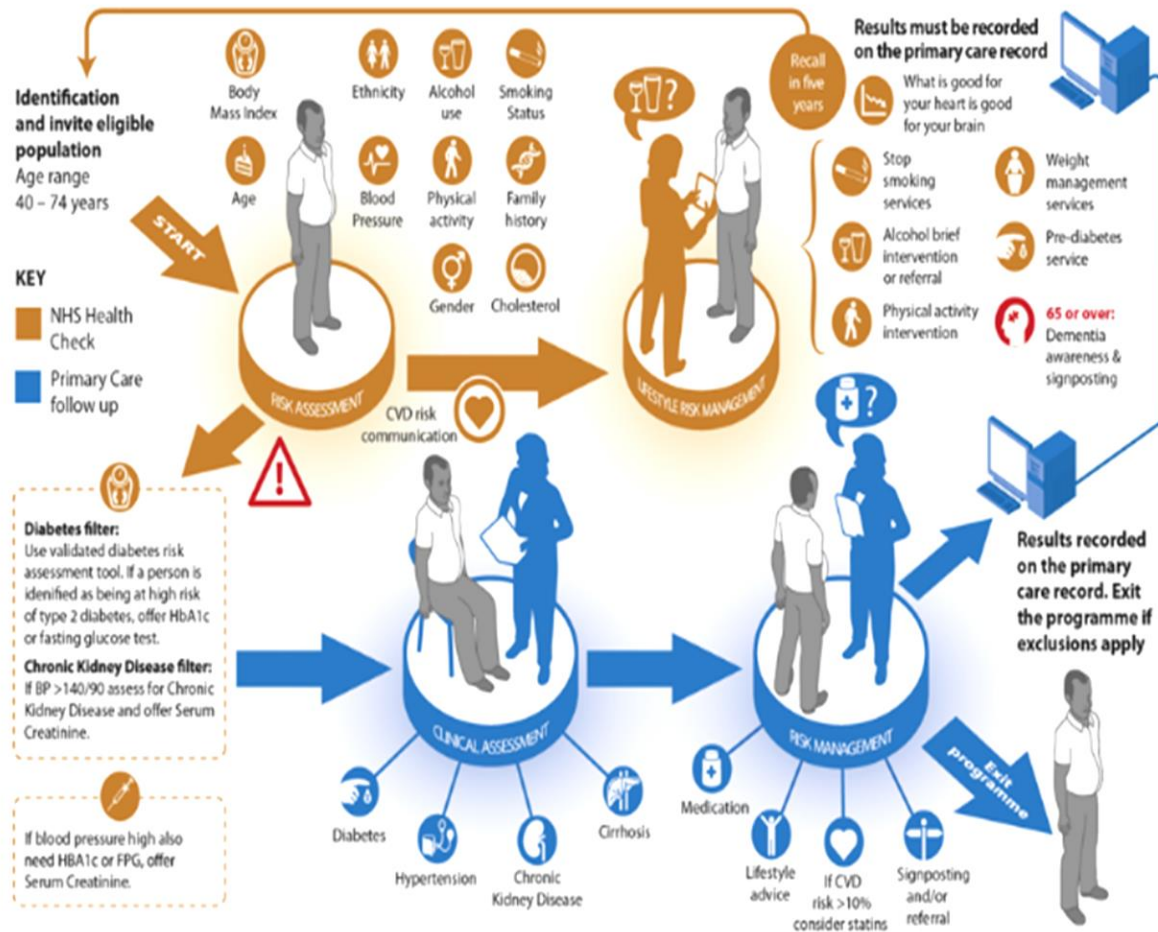 Identification
and invite eligible
population
Age range
40 – 74 years
START
KEY
NHS Health
Check
Primary Care
follow up
Body
Mass Index
Ethnicity
Alcohol
use
Smoking
Status
Age
Blood
Pressure
Physical
activity
Family
history
Gender
Cholesterol
RISK ASSESSMENT
CVD risk
communication
?
LIFESTYLE RISK MANAGEMENT
Recall
in five
years
Results must be recorded
on the primary care record
What is good for
your heart is good
for your brain
Stop
smoking
services
Weight
management
services
Alcohol brief
intervention
or referral
Pre-diabetes
service
Physical activity
intervention
65 or over:
Dementia
awareness &
signposting
!
Diabetes filter:
Use validated diabetes risk
assessment tool. If a person is
idenified as being at high risk
of type 2 diabetes, offer HbA1c
or fasting glucose test.
Chronic Kidney Disease filter:
If BP >140/90 assess for Chronic
Kidney Disease and offer Serum
Creatinine.
If blood pressure high also
need HBA1c or FPG, offer
Serum Creatinine.
CLINICAL ASSESSMENT
Diabetes
Hypertension
Chronic
Kidney Disease
Cirrhosis
?
RISK MANAGEMENT
Medication
Lifestyle
advice
If CVD
risk >10%
consider statins
Signposting
and/or
referral
Results recorded
on the primary
care record. Exit
the programme if
exclusions apply
Exit
programme